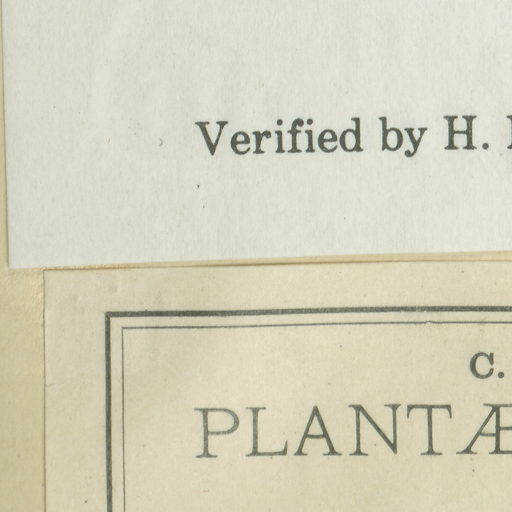 Verified by H.
C.
PLANTÆ